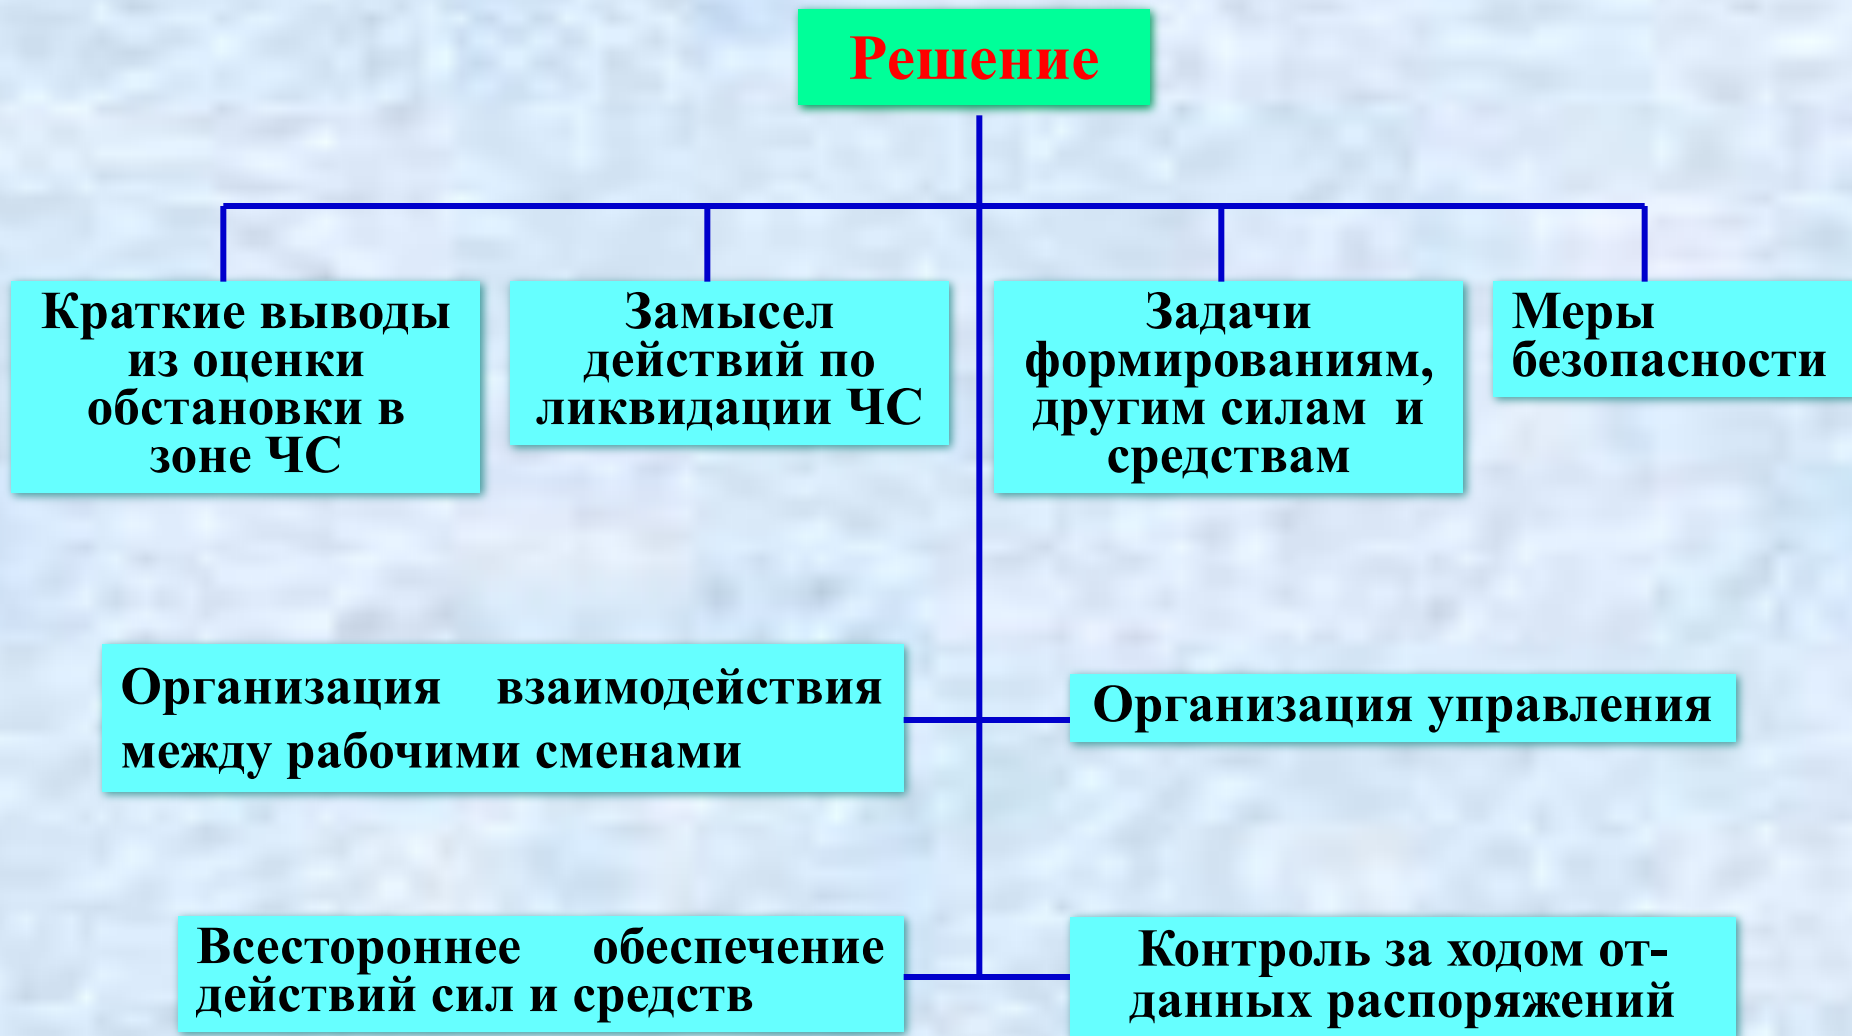 Решение
Краткие выводы
из оценки
обстановки в
зоне ЧС
Замысел
действий по
ликвидации ЧС
Задачи
формированиям,
другим силам и
средствам
Меры
безопасности
Организация взаимодействия
между рабочими сменами
Организация управления
Всестороннее обеспечение
действий сил и средств
Контроль за ходом от-
данных распоряжений